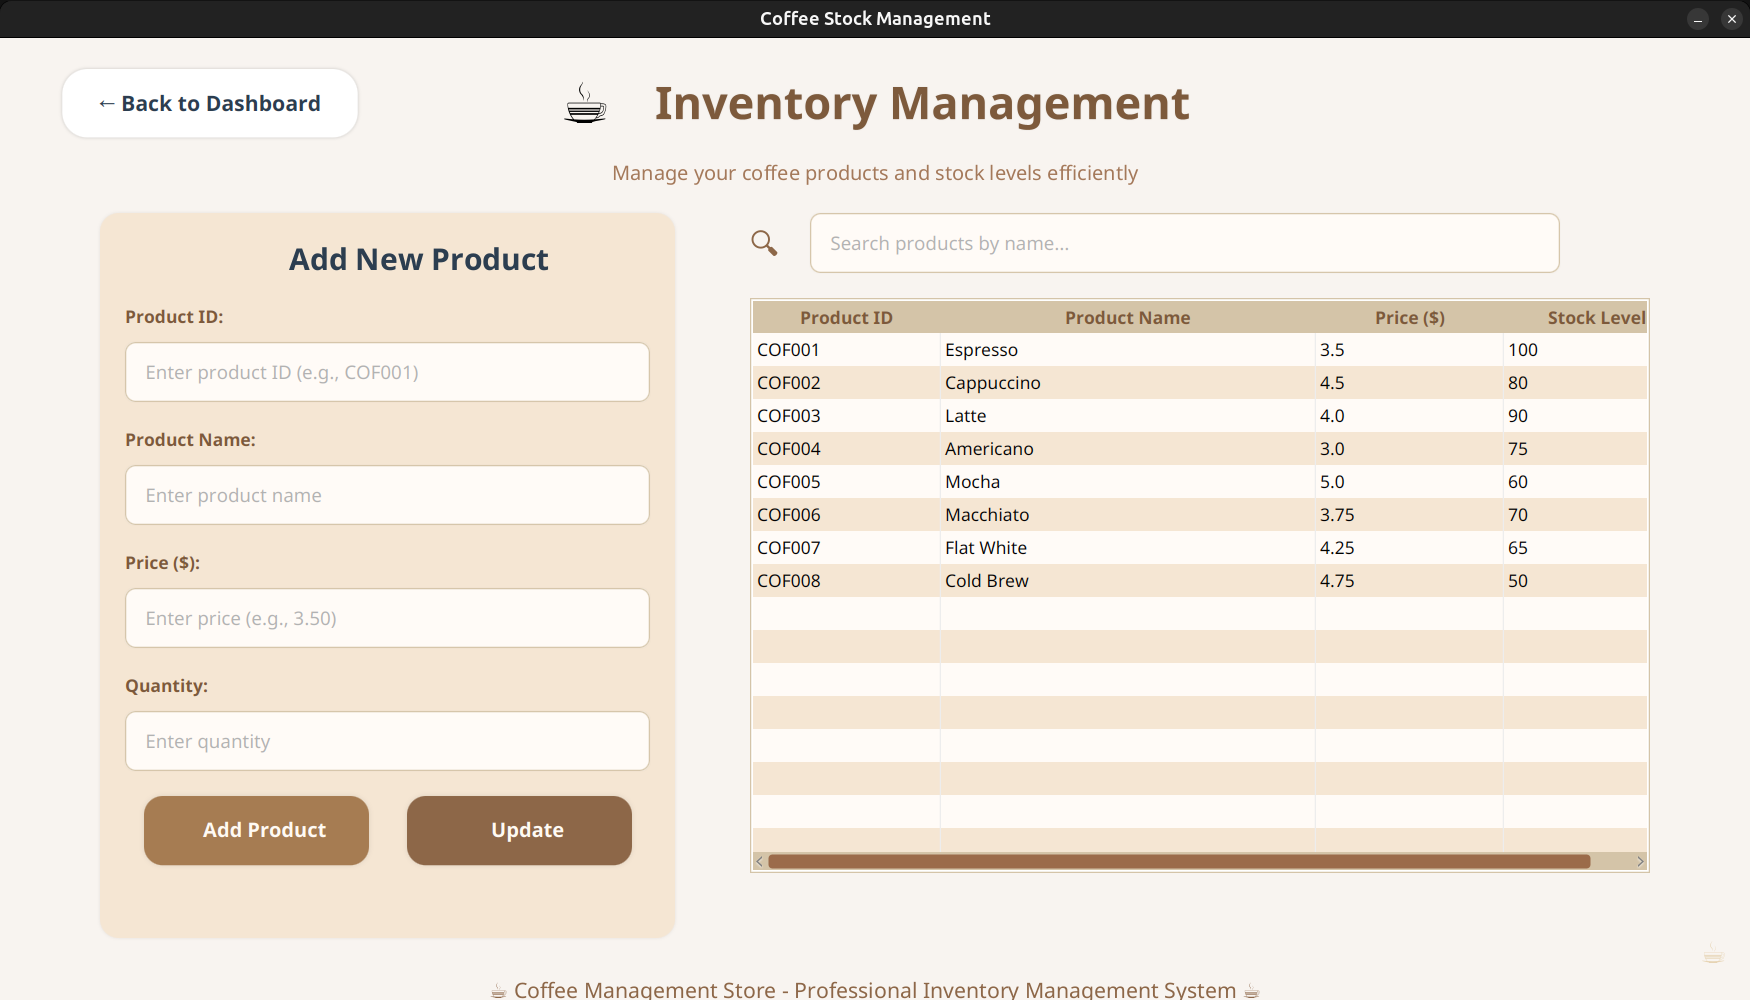 Coffee Stock Management
← Back to Dashboard
Inventory Management
Manage your coffee products and stock levels efficiently
Add New Product
Product ID:
Enter product ID (e.g., COF001)
Product Name:
Enter product name
Price ($):
Enter price (e.g., 3.50)
Quantity:
Enter quantity
Add Product Update
Search products by name...
Product ID Product Name Price ($) Stock Level
COF001 Espresso 3.5 100
COF002 Cappuccino 4.5 80
COF003 Latte 4.0 90
COF004 Americano 3.0 75
COF005 Mocha 5.0 60
COF006 Macchiato 3.75 70
COF007 Flat White 4.25 65
COF008 Cold Brew 4.75 50
☕ Coffee Management Store - Professional Inventory Management System ☕